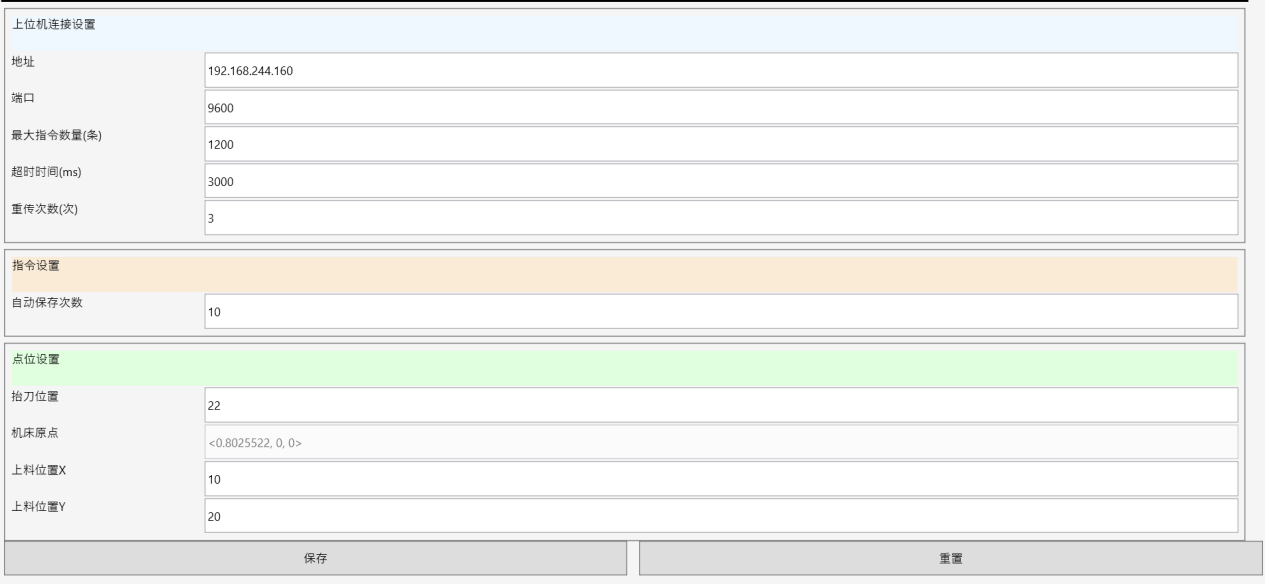 上位机连接设置
地址
192.168.244.160
端口
9600
最大指令数量(条)
1200
超时时间(ms)
3000
重传次数(次)
3
指令设置
自动保存次数
10
点位设置
抬刀位置
22
机床原点
<0.8025522, 0, 0>
上料位置X
10
上料位置Y
20
保存
重置